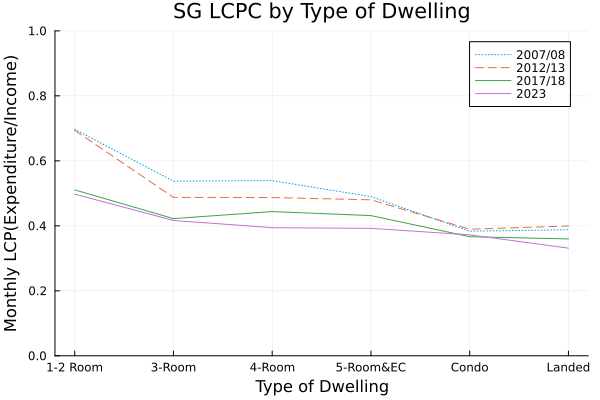 SG LCPC by Type of Dwelling
Monthly LCP(Expenditure/Income)
1.0
0.8
0.6
0.4
0.2
0.0
2007/08
2012/13
2017/18
2023
1-2 Room 3-Room 4-Room 5-Room&EC Condo Landed
Type of Dwelling